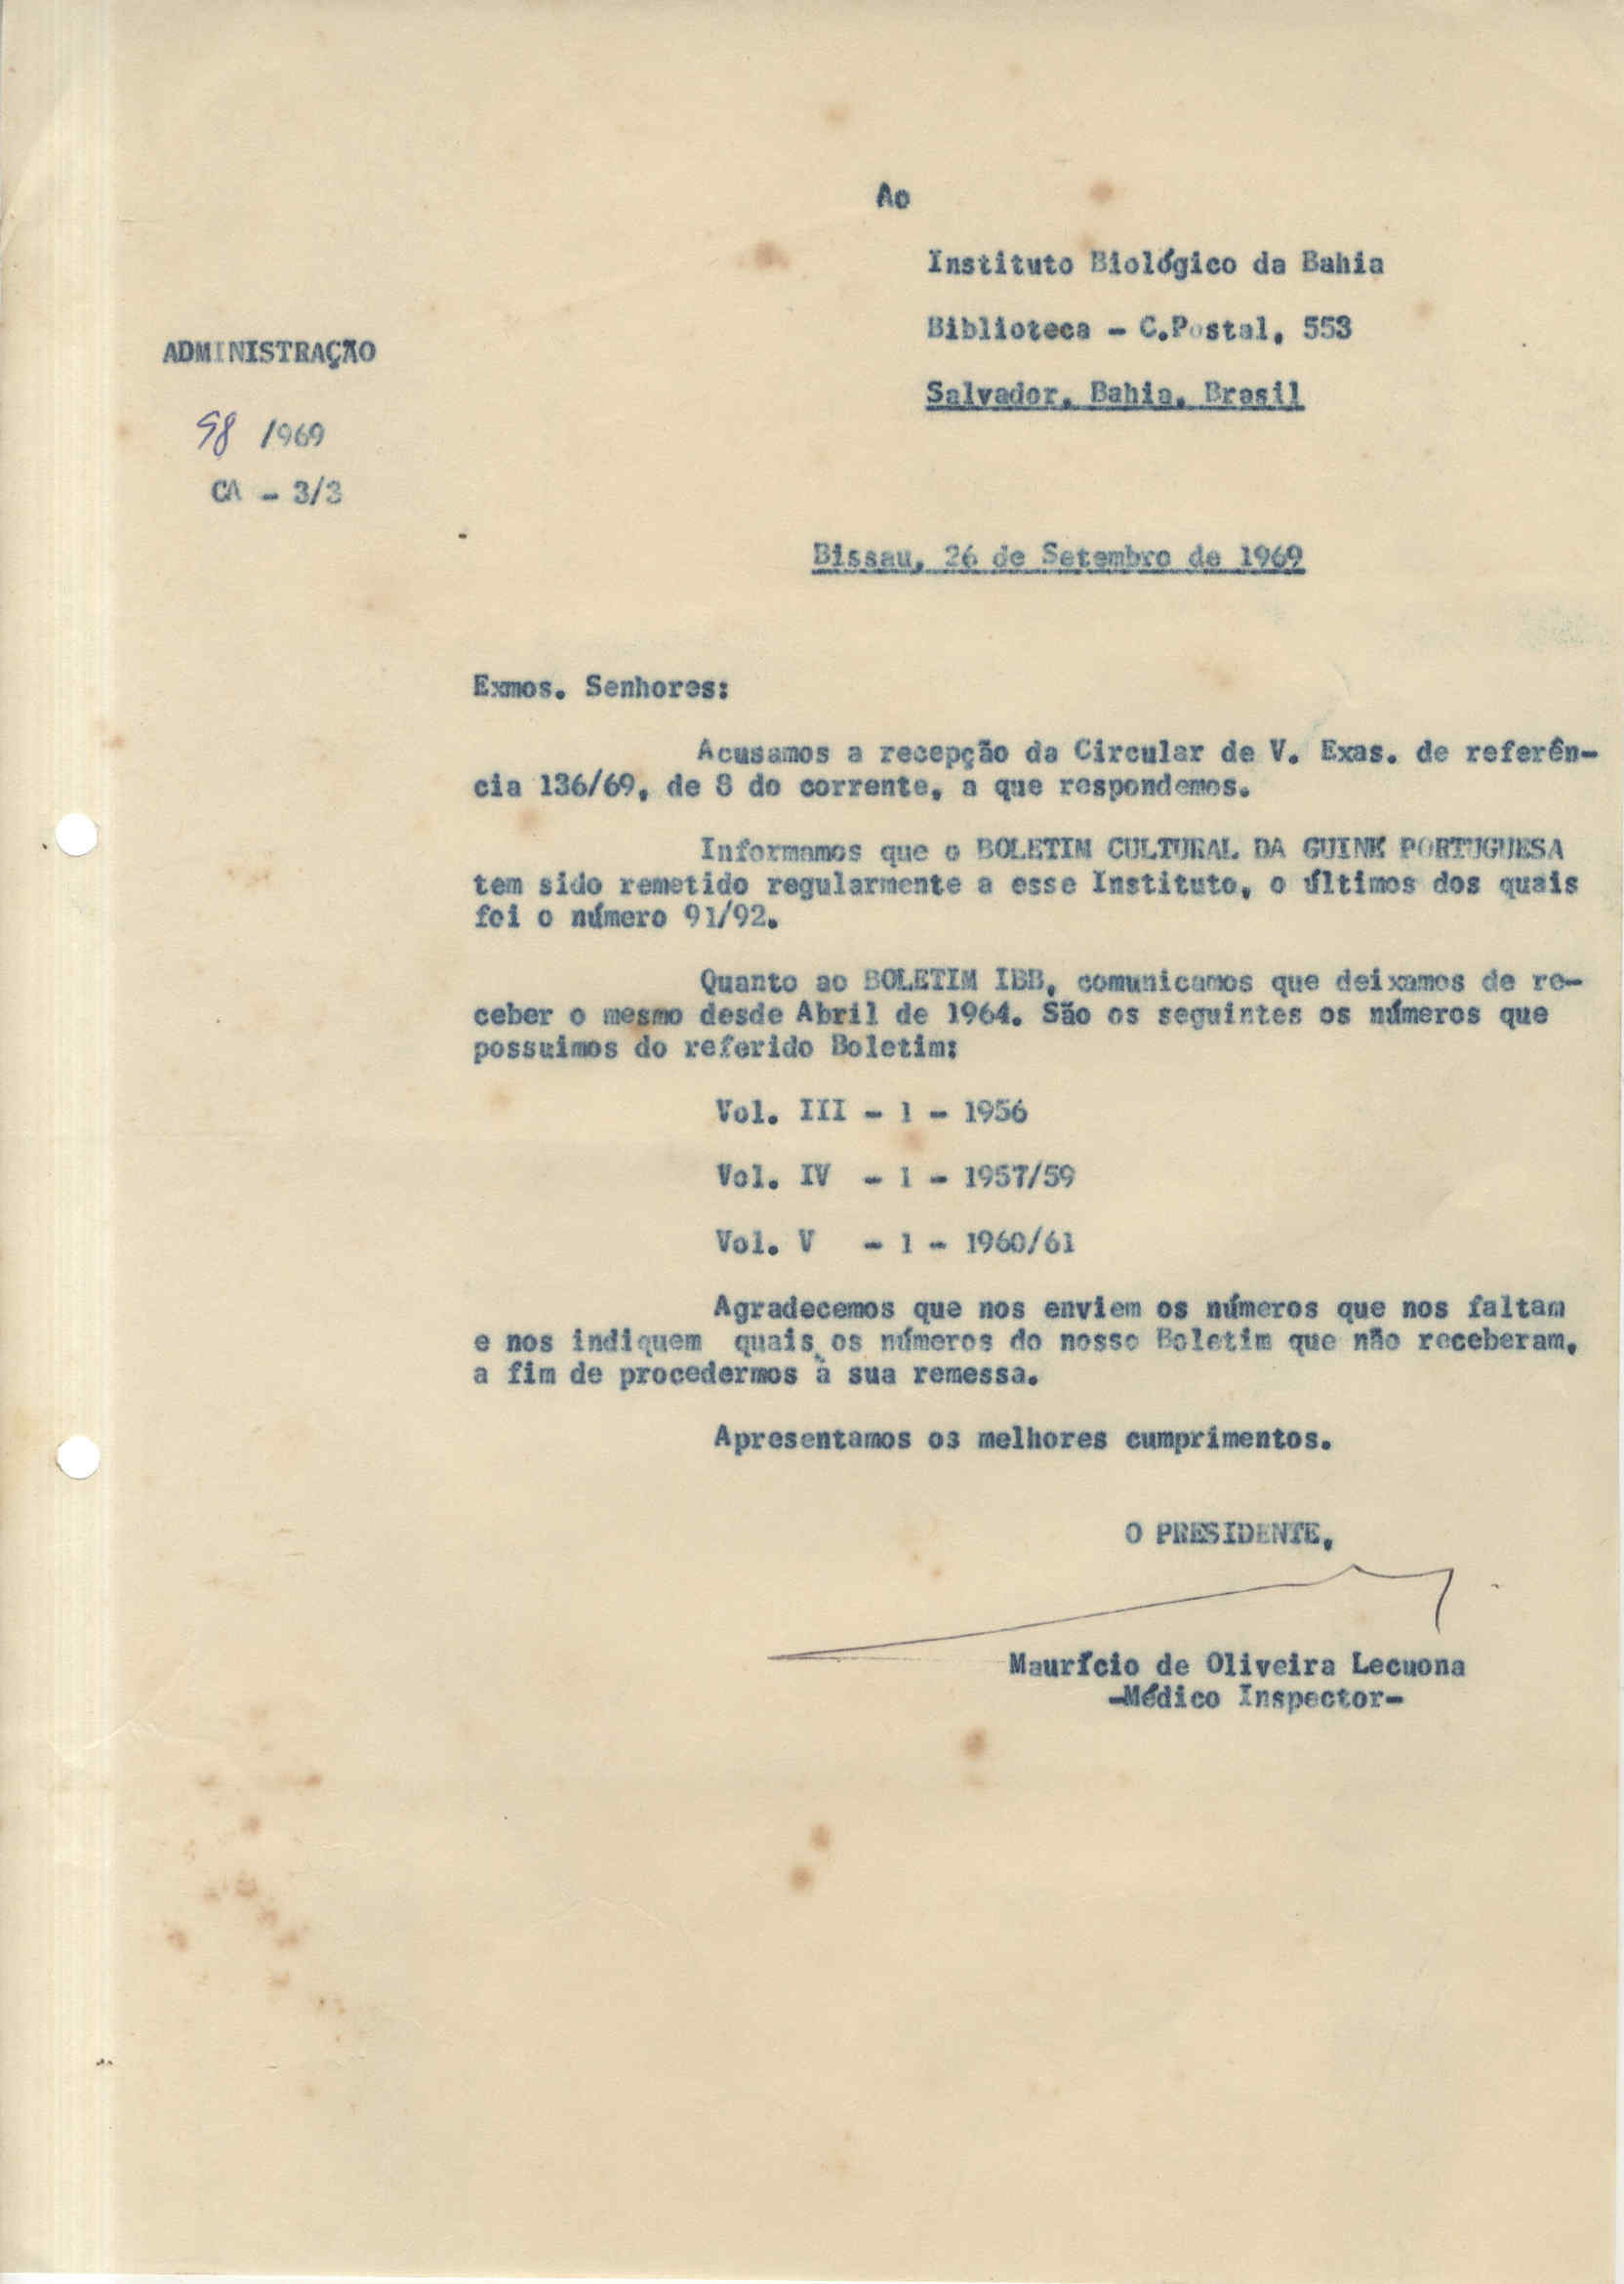 Ao
Instituto Biológico da Bahia
Biblioteca - C.Postal, 553
Salvador, Bahia, Brasil
ADMINISTRAÇÃO
98 /969
CA - 3/3
Bissau, 26 de Setembro de 1969
Exmos. Senhores:
Acusamos a recepção da Circular de V. Exas. de referên-
cia 136/69, de 8 do corrente, a que respondemos.
Informamos que o BOLETIM CULTURAL DA GUINÉ PORTUGUESA
tem sido remetido regularmente a esse Instituto, o últimos dos quais
foi o número 91/92.
Quanto ao BOLETIM IBB, comunicamos que deixamos de re-
ceber o mesmo desde Abril de 1964. São os seguintes os números que
possuimos do referido Boletim:
Vol. III - 1 - 1956
Vol. IV - 1 - 1957/59
Vol. V - 1 - 1960/61
Agradecemos que nos enviem os números que nos faltam
e nos indiquem quais os números do nosso Boletim que não receberam,
a fim de procedermos à sua remessa.
Apresentamos os melhores cumprimentos.
O PRESIDENTE,
Maurício de Oliveira Lecuona
-Médico Inspector-